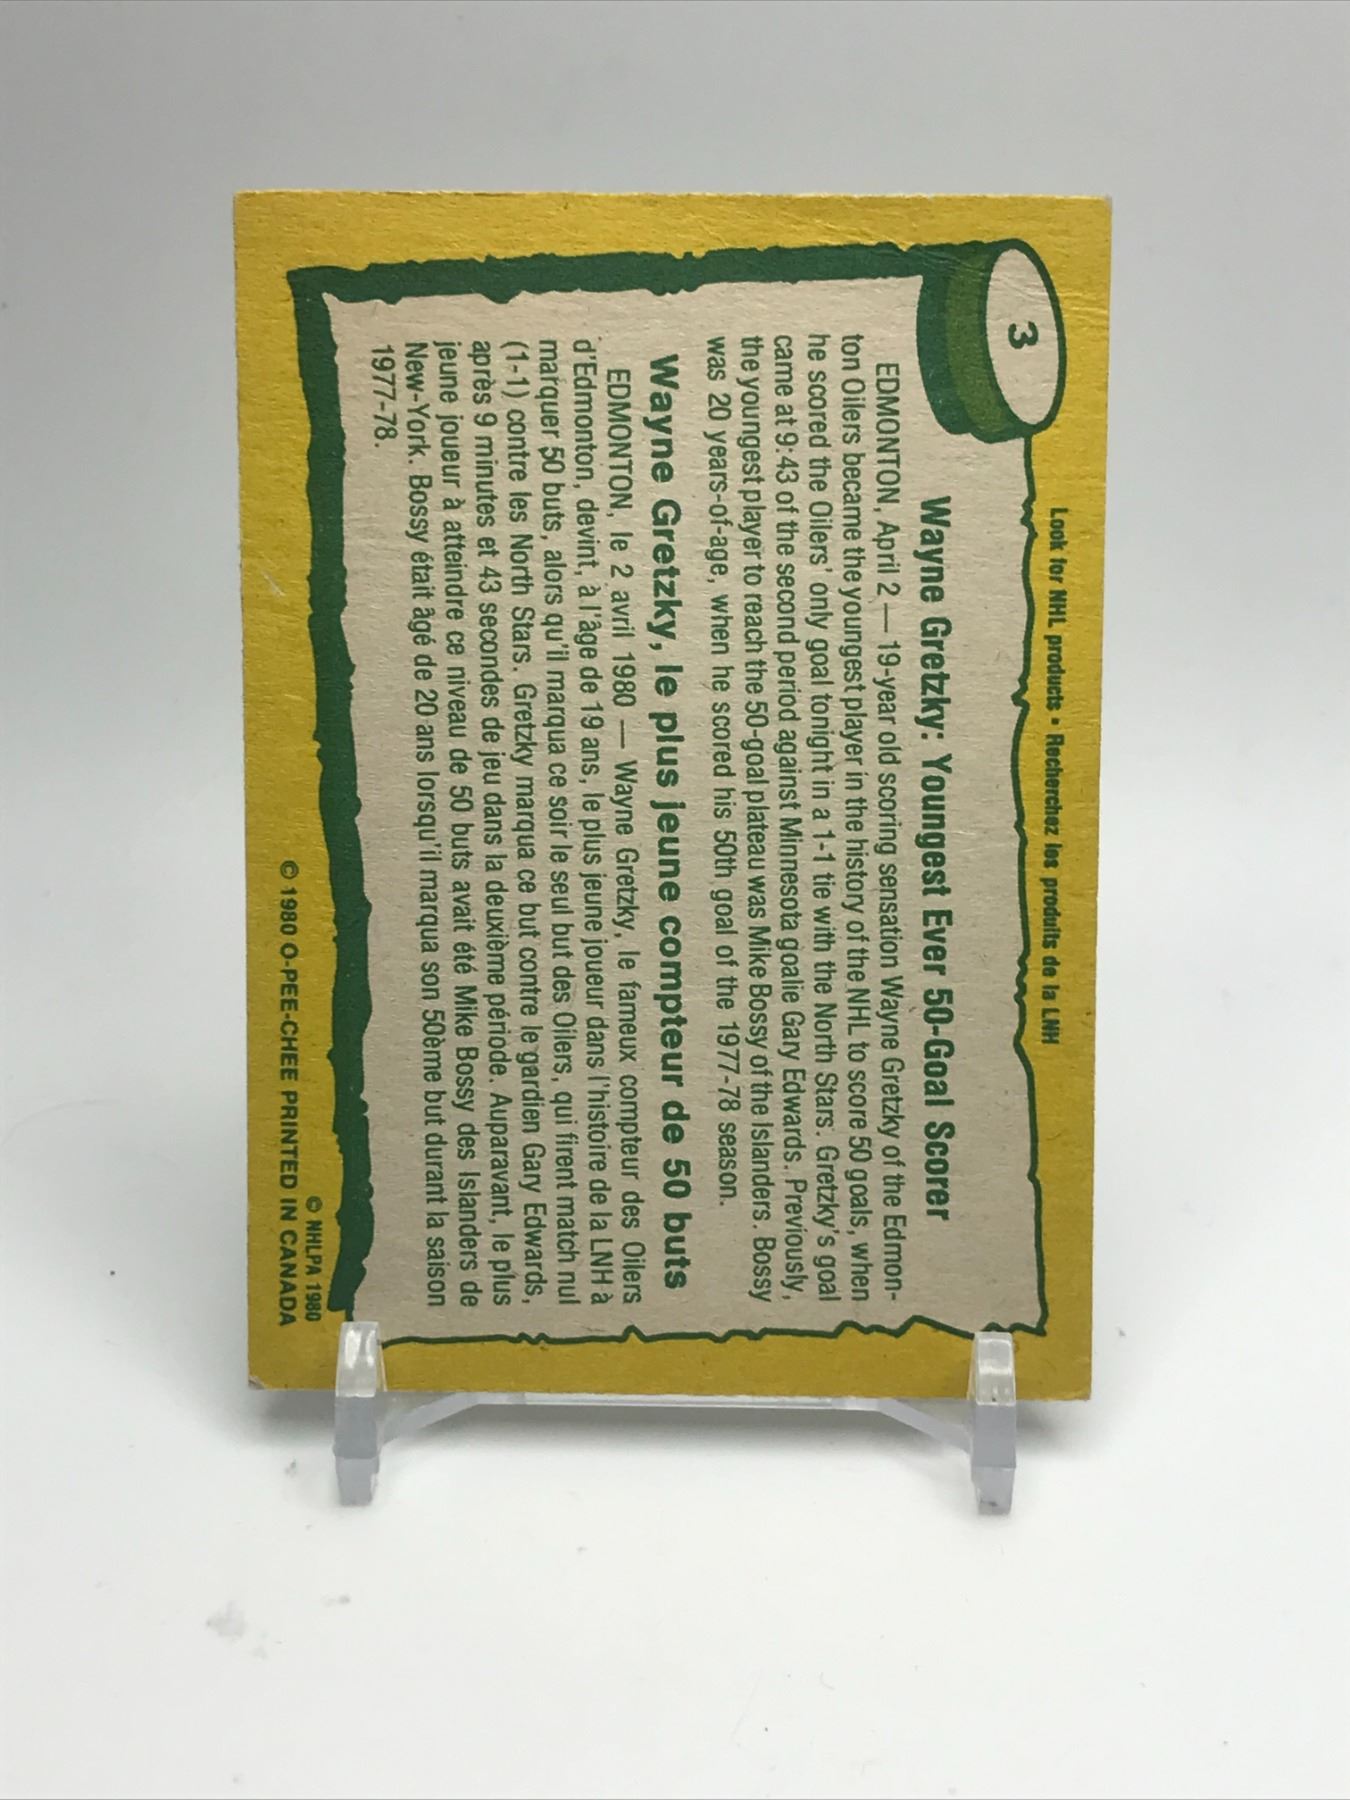 3
Look for NHL products • Recherchez les produits de la LNH
Wayne Gretzky: Youngest Ever 50-Goal Scorer
EDMONTON, April 2 — 19-year old scoring sensation Wayne Gretzky of the Edmon-
ton Oilers became the youngest player in the history of the NHL to score 50 goals, when
he scored the Oilers' only goal tonight in a 1-1 tie with the North Stars. Gretzky's goal
came at 9:43 of the second period against Minnesota goalie Gary Edwards. Previously,
the youngest player to reach the 50-goal plateau was Mike Bossy of the Islanders. Bossy
was 20 years-of-age, when he scored his 50th goal of the 1977-78 season.
Wayne Gretzky, le plus jeune compteur de 50 buts
EDMONTON, le 2 avril 1980 — Wayne Gretzky, le fameux compteur des Oilers
d'Edmonton, devint, à l'âge de 19 ans, le plus jeune joueur dans l'histoire de la LNH à
marquer 50 buts, alors qu'il marqua ce soir le seul but des Oilers, qui firent match nul
(1-1) contre les North Stars. Gretzky marqua ce but contre le gardien Gary Edwards,
après 9 minutes et 43 secondes de jeu dans la deuxième période. Auparavant, le plus
jeune joueur à atteindre ce niveau de 50 buts avait été Mike Bossy des Islanders de
New-York. Bossy était âgé de 20 ans lorsqu'il marqua son 50ème but durant la saison
1977-78.
© NHLPA 1980
© 1980 O-PEE-CHEE PRINTED IN CANADA